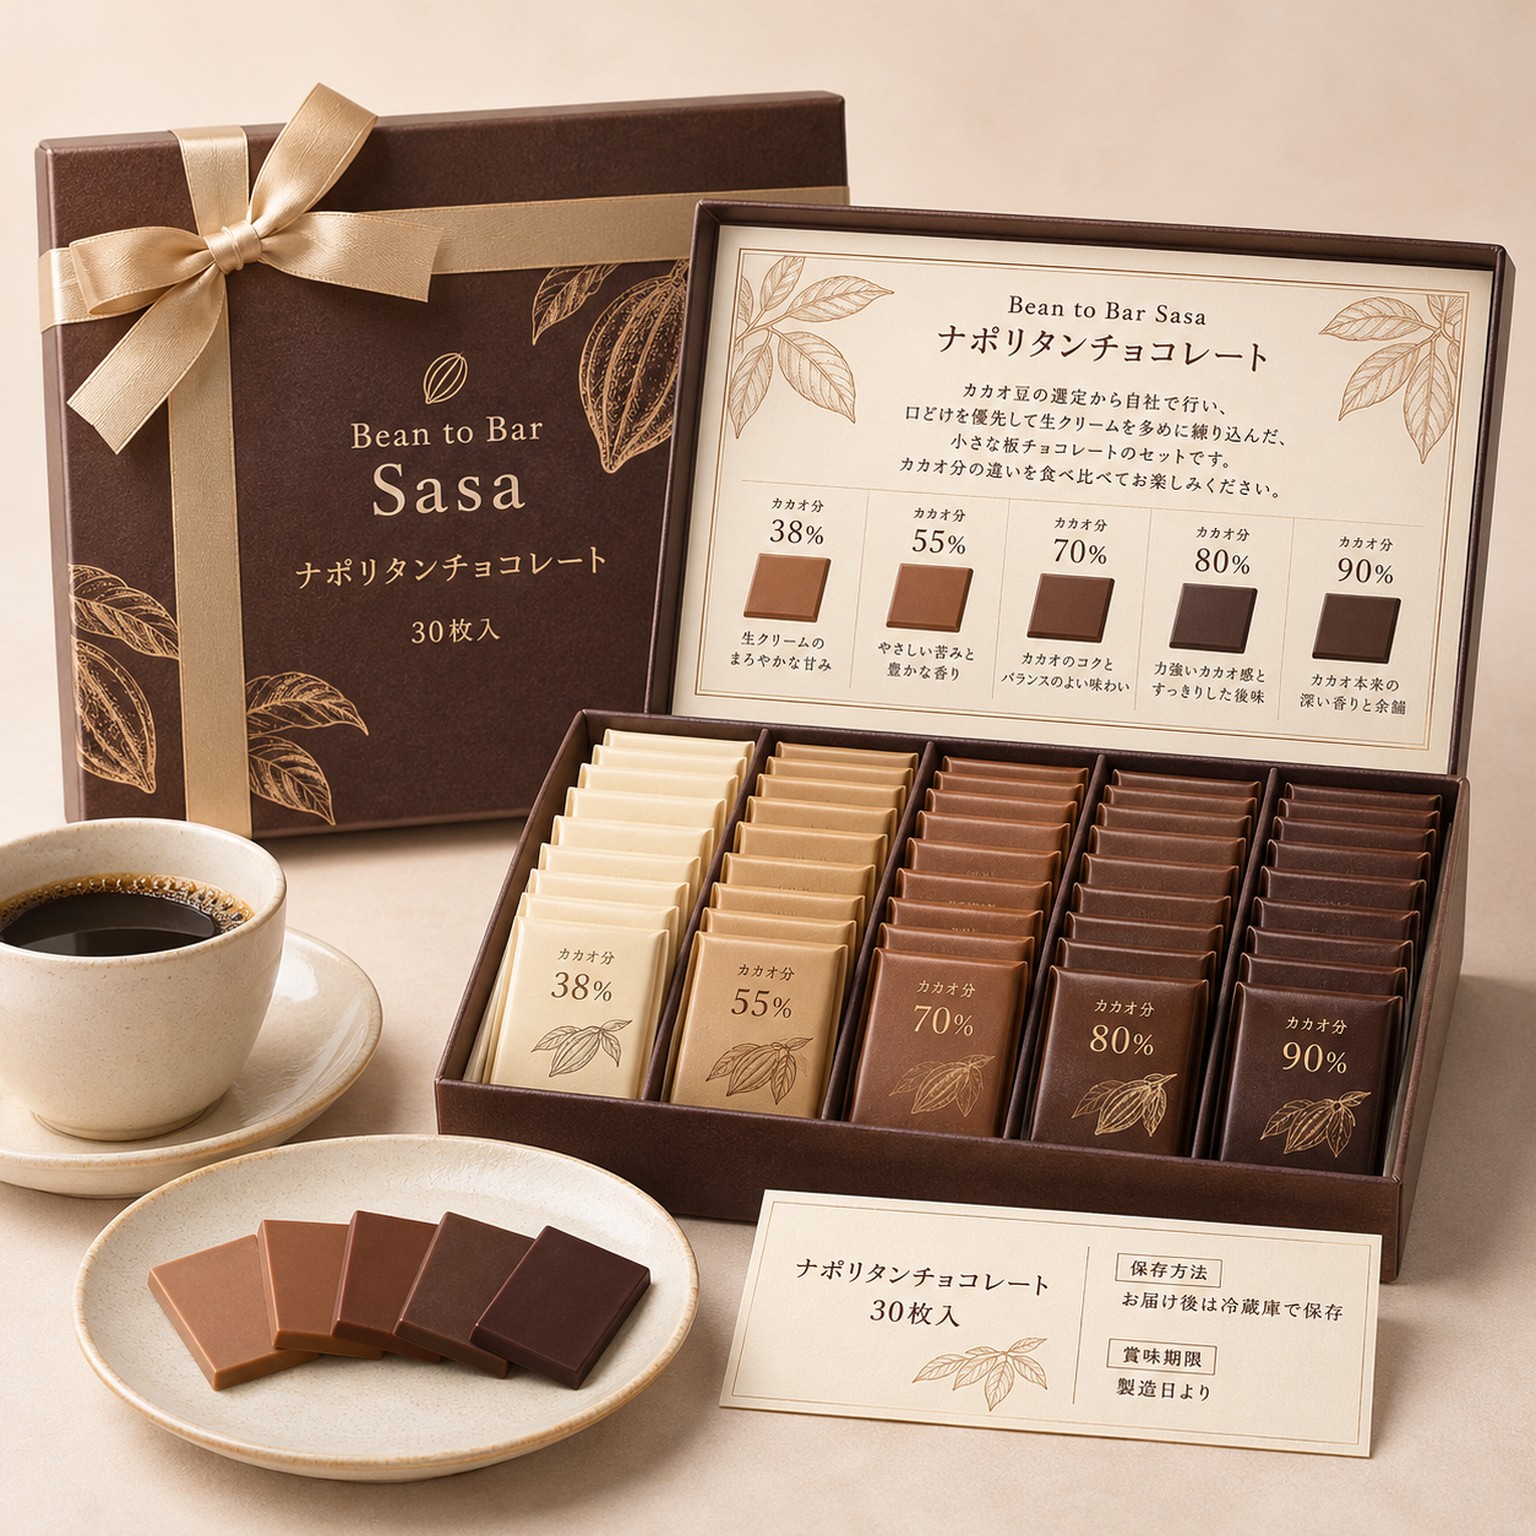 Bean to Bar
Sasa
ナポリタンチョコレート
30枚入
Bean to Bar Sasa
ナポリタンチョコレート
カカオ豆の選定から自社で行い、
口どけを優先して生クリームを多めに練り込んだ、
小さな板チョコレートのセットです。
カカオ分の違いを食べ比べてお楽しみください。
カカオ分
38%
生クリームの
まろやかな甘み
カカオ分
55%
やさしい苦みと
豊かな香り
カカオ分
70%
カカオのコクと
バランスのよい味わい
カカオ分
80%
力強いカカオ感と
すっきりした後味
カカオ分
90%
カカオ本来の
深い香りと余韻
カカオ分
38%
カカオ分
55%
カカオ分
70%
カカオ分
80%
カカオ分
90%
ナポリタンチョコレート
30枚入
保存方法
お届け後は冷蔵庫で保存
賞味期限
製造日より